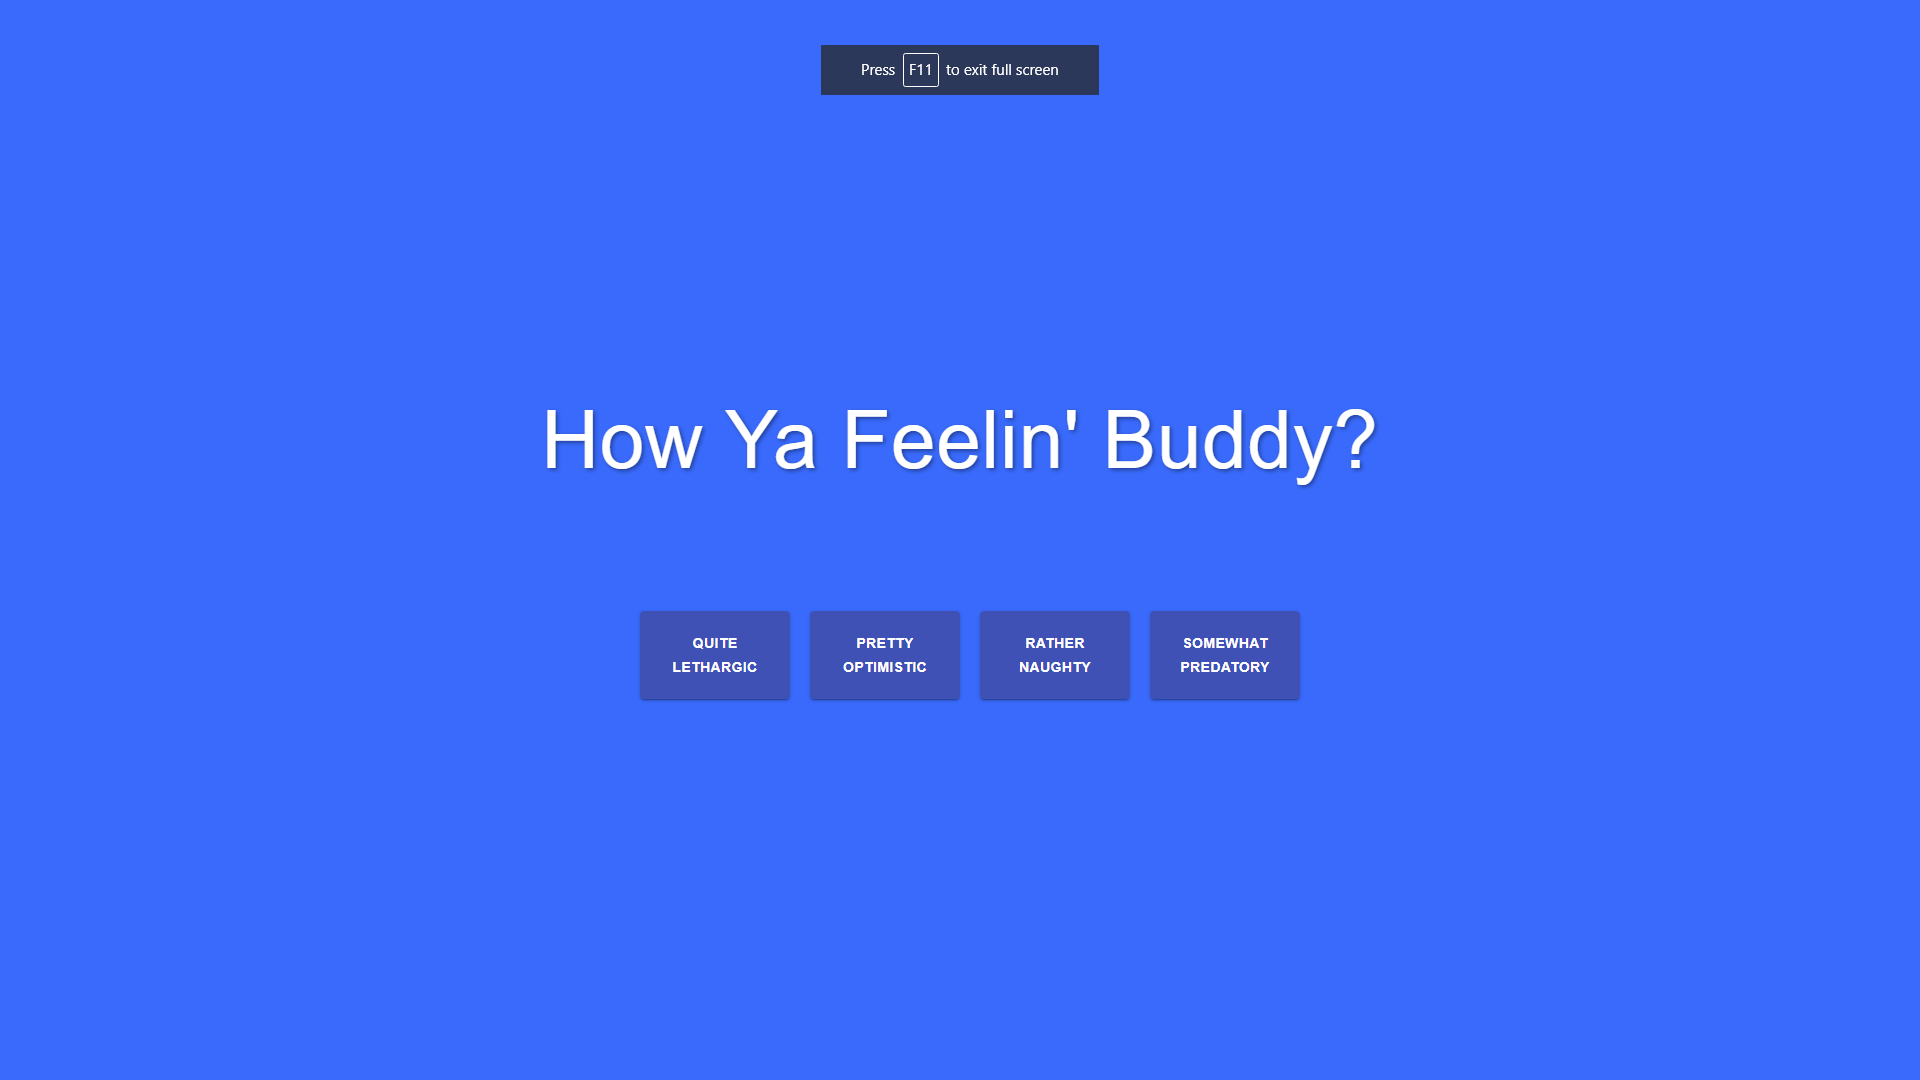 Press F11 to exit full screen
How Ya Feelin' Buddy?
QUITE
LETHARGIC
PRETTY
OPTIMISTIC
RATHER
NAUGHTY
SOMEWHAT
PREDATORY